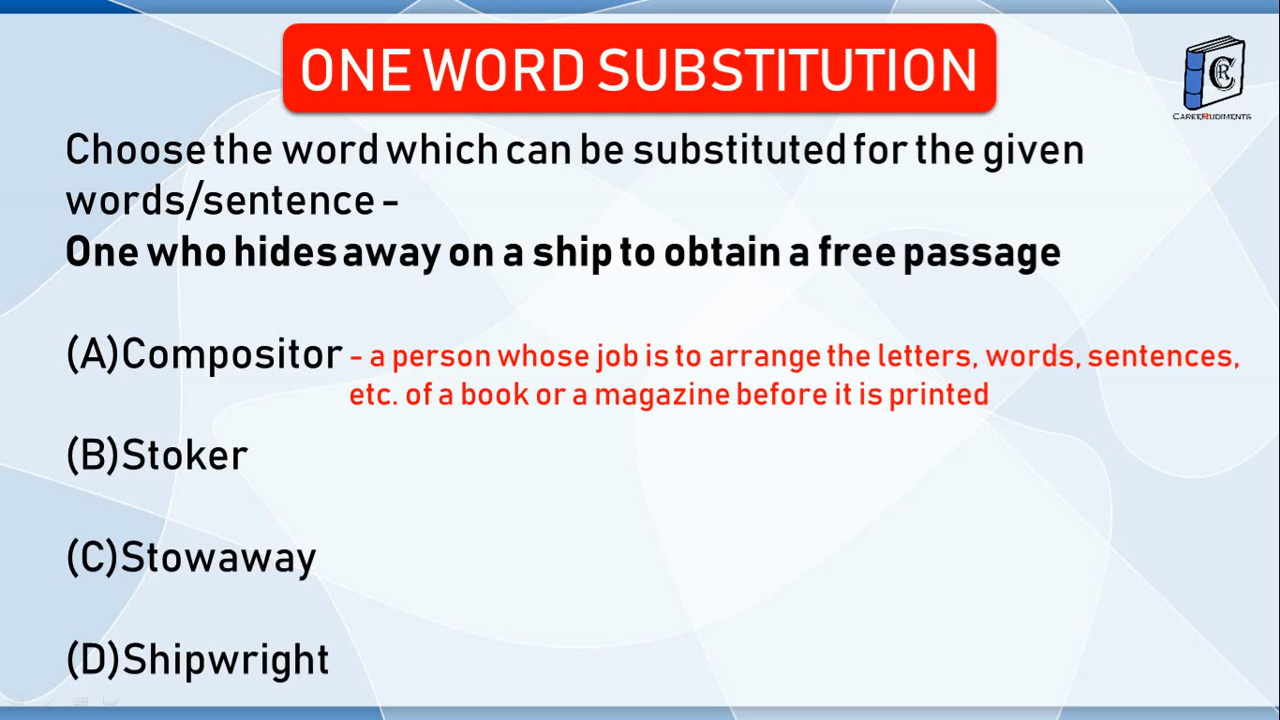 ONE WORD SUBSTITUTION
CR
CAREERUDIMENTS
Choose the word which can be substituted for the given
words/sentence -
One who hides away on a ship to obtain a free passage
(A)Compositor - a person whose job is to arrange the letters, words, sentences,
etc. of a book or a magazine before it is printed
(B)Stoker
(C)Stowaway
(D)Shipwright